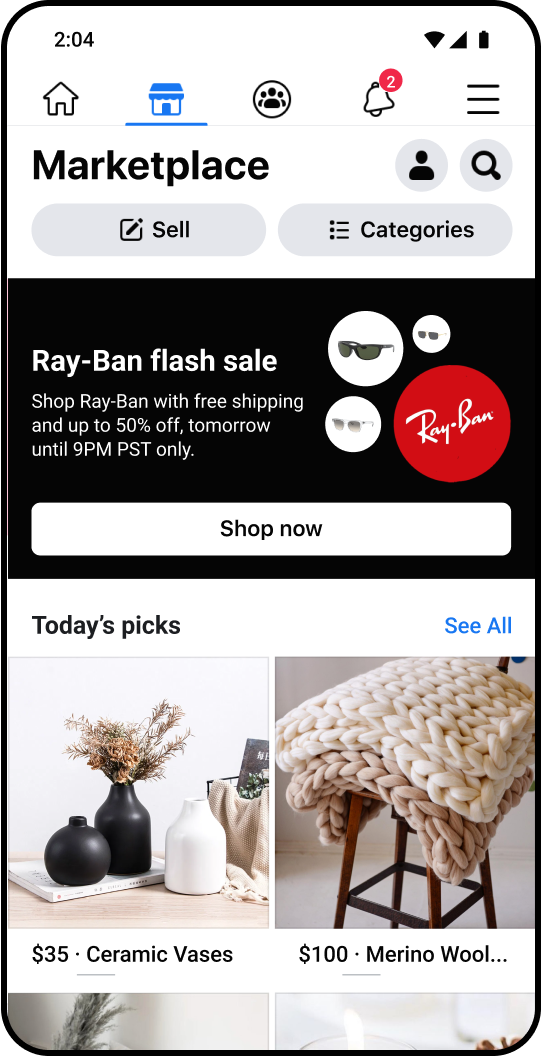 2:04
2
Marketplace
Sell
Categories
Ray-Ban flash sale
Shop Ray-Ban with free shipping
and up to 50% off, tomorrow
until 9PM PST only.
Ray-Ban
Shop now
Today’s picks
See All
$35 · Ceramic Vases
$100 · Merino Wool...